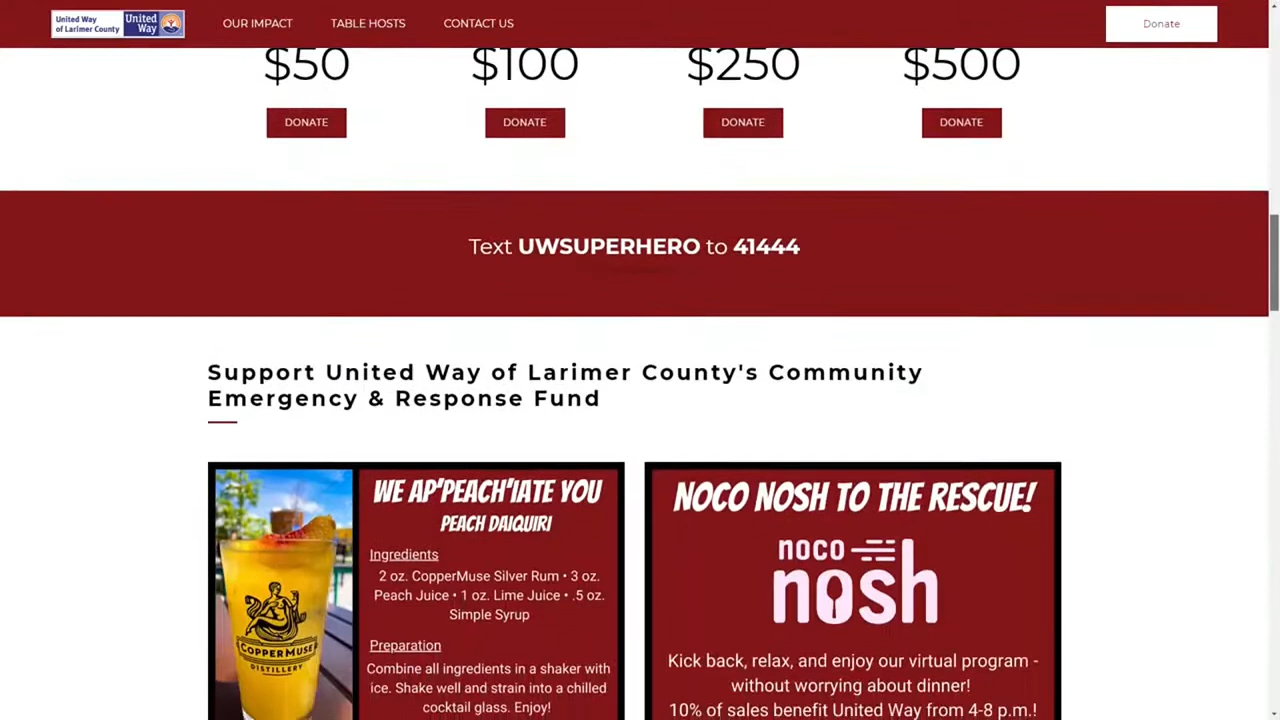 United Way
of Larimer County
United
Way
OUR IMPACT
TABLE HOSTS
CONTACT US
Donate
$50
$100
$250
$500
DONATE
DONATE
DONATE
DONATE
Text UWSUPERHERO to 41444
Support United Way of Larimer County's Community
Emergency & Response Fund
WE AP'PEACH'IATE YOU
PEACH DAIQUIRI
Ingredients
2 oz. CopperMuse Silver Rum • 3 oz.
Peach Juice • 1 oz. Lime Juice • .5 oz.
Simple Syrup
Preparation
Combine all ingredients in a shaker with
ice. Shake well and strain into a chilled
cocktail glass. Enjoy!
COPPERMUSE
DISTILLERY
NOCO NOSH TO THE RESCUE!
noco
nosh
Kick back, relax, and enjoy our virtual program -
without worrying about dinner!
10% of sales benefit United Way from 4-8 p.m.!